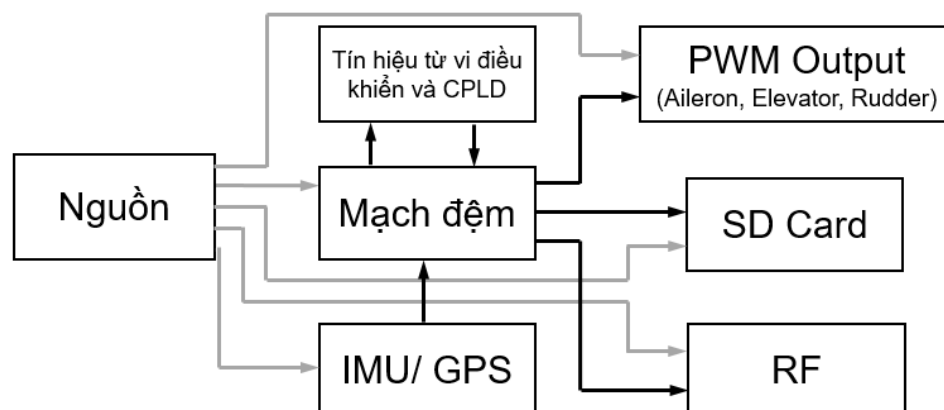 Tín hiệu từ vi điều
khiển và CPLD
PWM Output
(Aileron, Elevator, Rudder)
Nguồn
Mạch đệm
SD Card
IMU/ GPS
RF